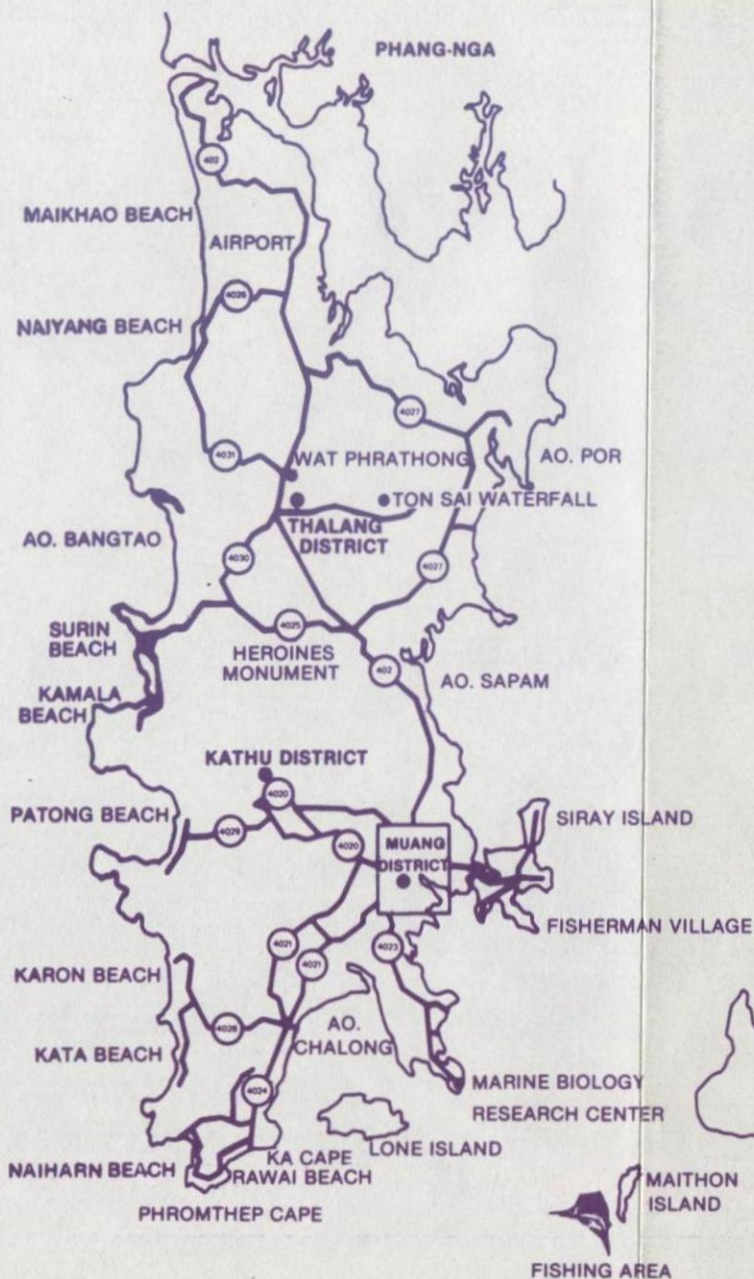 PHANG-NGA
402
MAIKHAO BEACH
AIRPORT
4026
NAIYANG BEACH
4027
4031
WAT PHRATHONG
AO. POR
TON SAI WATERFALL
THALANG
DISTRICT
AO. BANGTAO
4030
4027
SURIN
BEACH
4025
HEROINES
MONUMENT
402
AO. SAPAM
KAMALA
BEACH
KATHU DISTRICT
4020
PATONG BEACH
4029
4020
MUANG
DISTRICT
SIRAY ISLAND
FISHERMAN VILLAGE
4021
4021
4023
KARON BEACH
4028
AO.
CHALONG
KATA BEACH
4024
MARINE BIOLOGY
RESEARCH CENTER
LONE ISLAND
KA CAPE
RAWAI BEACH
NAIHARN BEACH
PHROMTHEP CAPE
MAITHON
ISLAND
FISHING AREA